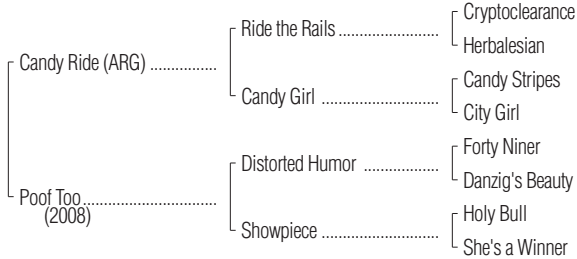 Cryptoclearance
Ride the Rails ........................
Herbalesian
Candy Ride (ARG) ................
Candy Stripes
Candy Girl ............................
City Girl
Forty Niner
Distorted Humor ..................
Danzig's Beauty
Poof Too................................
(2008)
Holy Bull
Showpiece ............................
She's a Winner